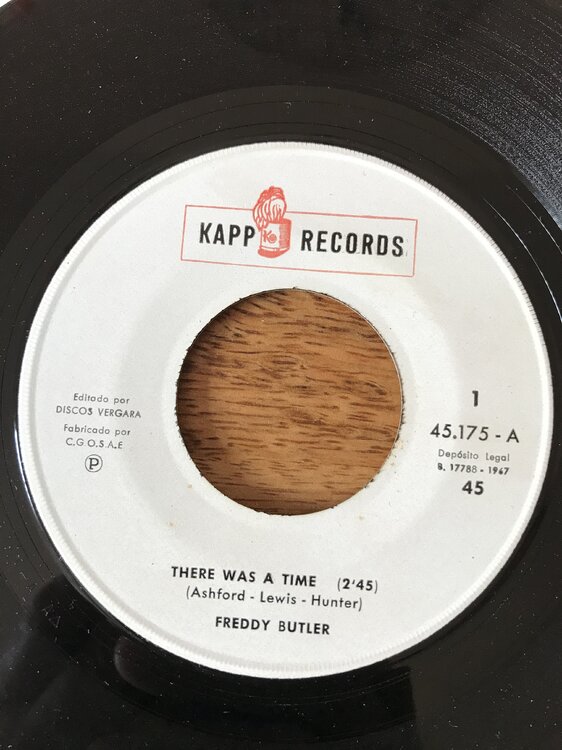 KAPP RECORDS
Editado por
DISCOS VERGARA
Fabricado por
C.G O.S.A.E
Ⓟ
1
45.175 - A
Depósito Legal
B. 17788 - 1967
45
THERE WAS A TIME (2'45)
(Ashford - Lewis - Hunter)
FREDDY BUTLER